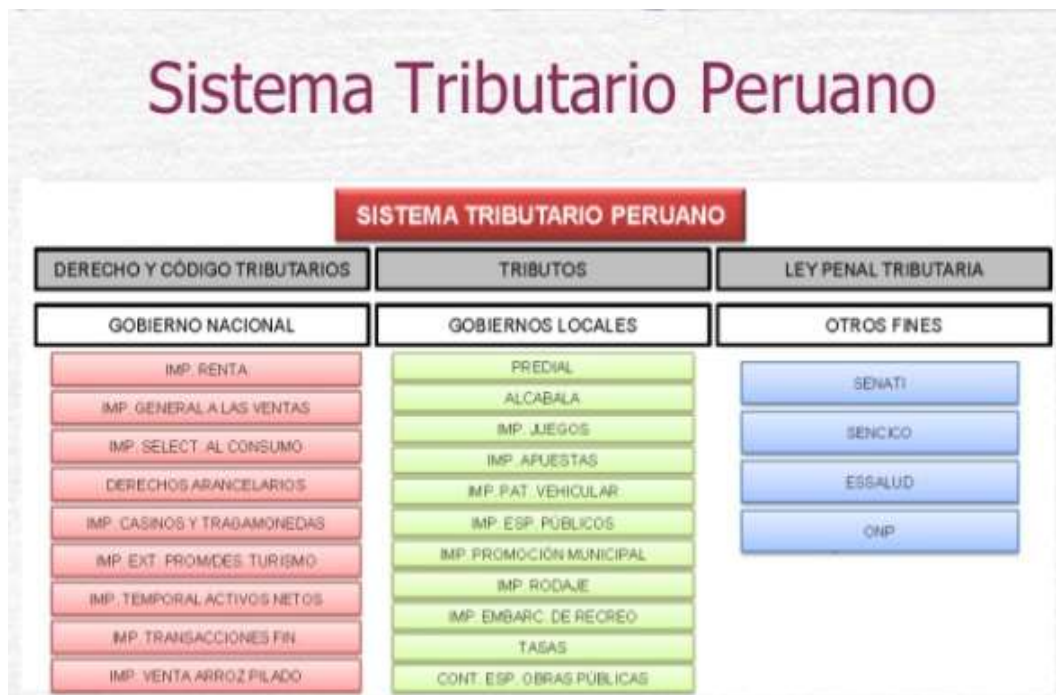 Sistema Tributario Peruano
SISTEMA TRIBUTARIO PERUANO
DERECHO Y CÓDIGO TRIBUTARIOS
TRIBUTOS
LEY PENAL TRIBUTARIA
GOBIERNO NACIONAL
GOBIERNOS LOCALES
OTROS FINES
IMP. RENTA
IMP. GENERAL A LAS VENTAS
IMP. SELECT. AL CONSUMO
DERECHOS ARANCELARIOS
IMP. CASINOS Y TRAGAMONEDAS
IMP. EXT. PROM/DES. TURISMO
IMP. TEMPORAL ACTIVOS NETOS
IMP. TRANSACCIONES FIN
IMP. VENTA ARROZ PILADO
PREDIAL
ALCABALA
IMP. JUEGOS
IMP. APUESTAS
IMP. PAT. VEHICULAR
IMP. ESP. PÚBLICOS
IMP. PROMOCIÓN MUNICIPAL
IMP. RODAJE
IMP. EMBARC. DE RECREO
TASAS
CONT. ESP. OBRAS PÚBLICAS
SENATI
SENCICO
ESSALUD
ONP